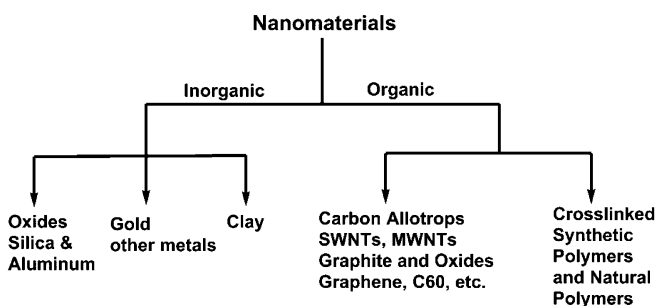 Nanomaterials
Inorganic
Organic
Oxides
Silica &
Aluminum
Gold
other metals
Clay
Carbon Allotrops
SWNTs, MWNTs
Graphite and Oxides
Graphene, C60, etc.
Crosslinked
Synthetic
Polymers
and Natural
Polymers